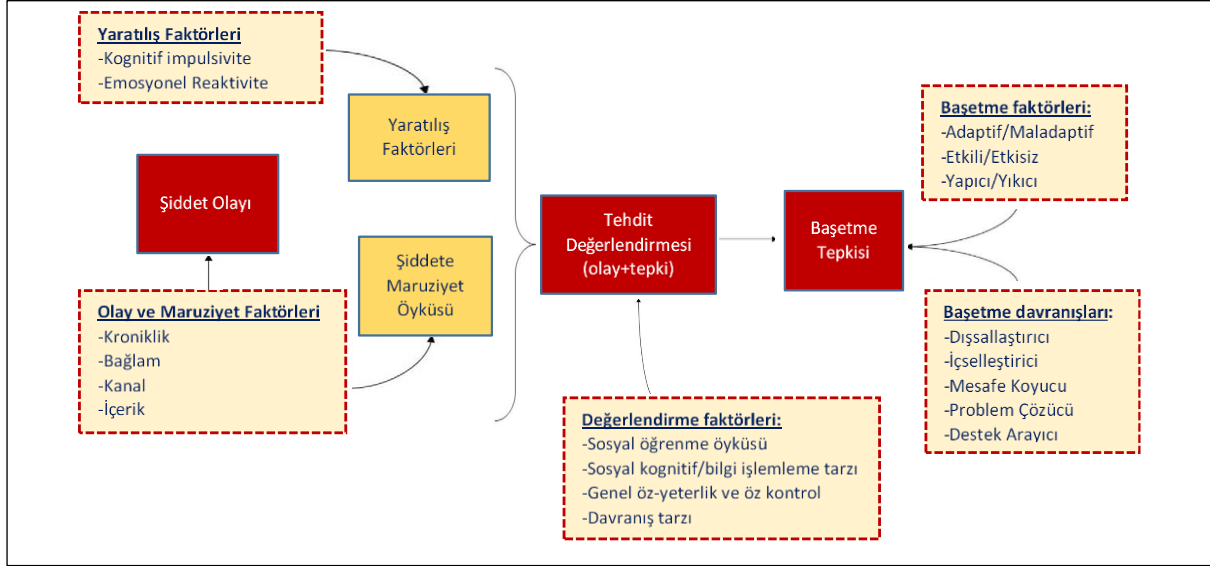 Yaratılış Faktörleri
-Kognitif impulsivite
-Emosyonel Reaktivite
Yaratılış
Faktörleri
Şiddet Olayı
Şiddete
Maruziyet
Öyküsü
Olay ve Maruziyet Faktörleri
-Kroniklik
-Bağlam
-Kanal
-İçerik
Tehdit
Değerlendirmesi
(olay+tepki)
Değerlendirme faktörleri:
-Sosyal öğrenme öyküsü
-Sosyal kognitif/bilgi işlemleme tarzı
-Genel öz-yeterlik ve öz kontrol
-Davranış tarzı
Başetme
Tepkisi
Başetme faktörleri:
-Adaptif/Maladaptif
-Etkili/Etkisiz
-Yapıcı/Yıkıcı
Başetme davranışları:
-Dışsallaştırıcı
-İçselleştirici
-Mesafe Koyucu
-Problem Çözücü
-Destek Arayıcı